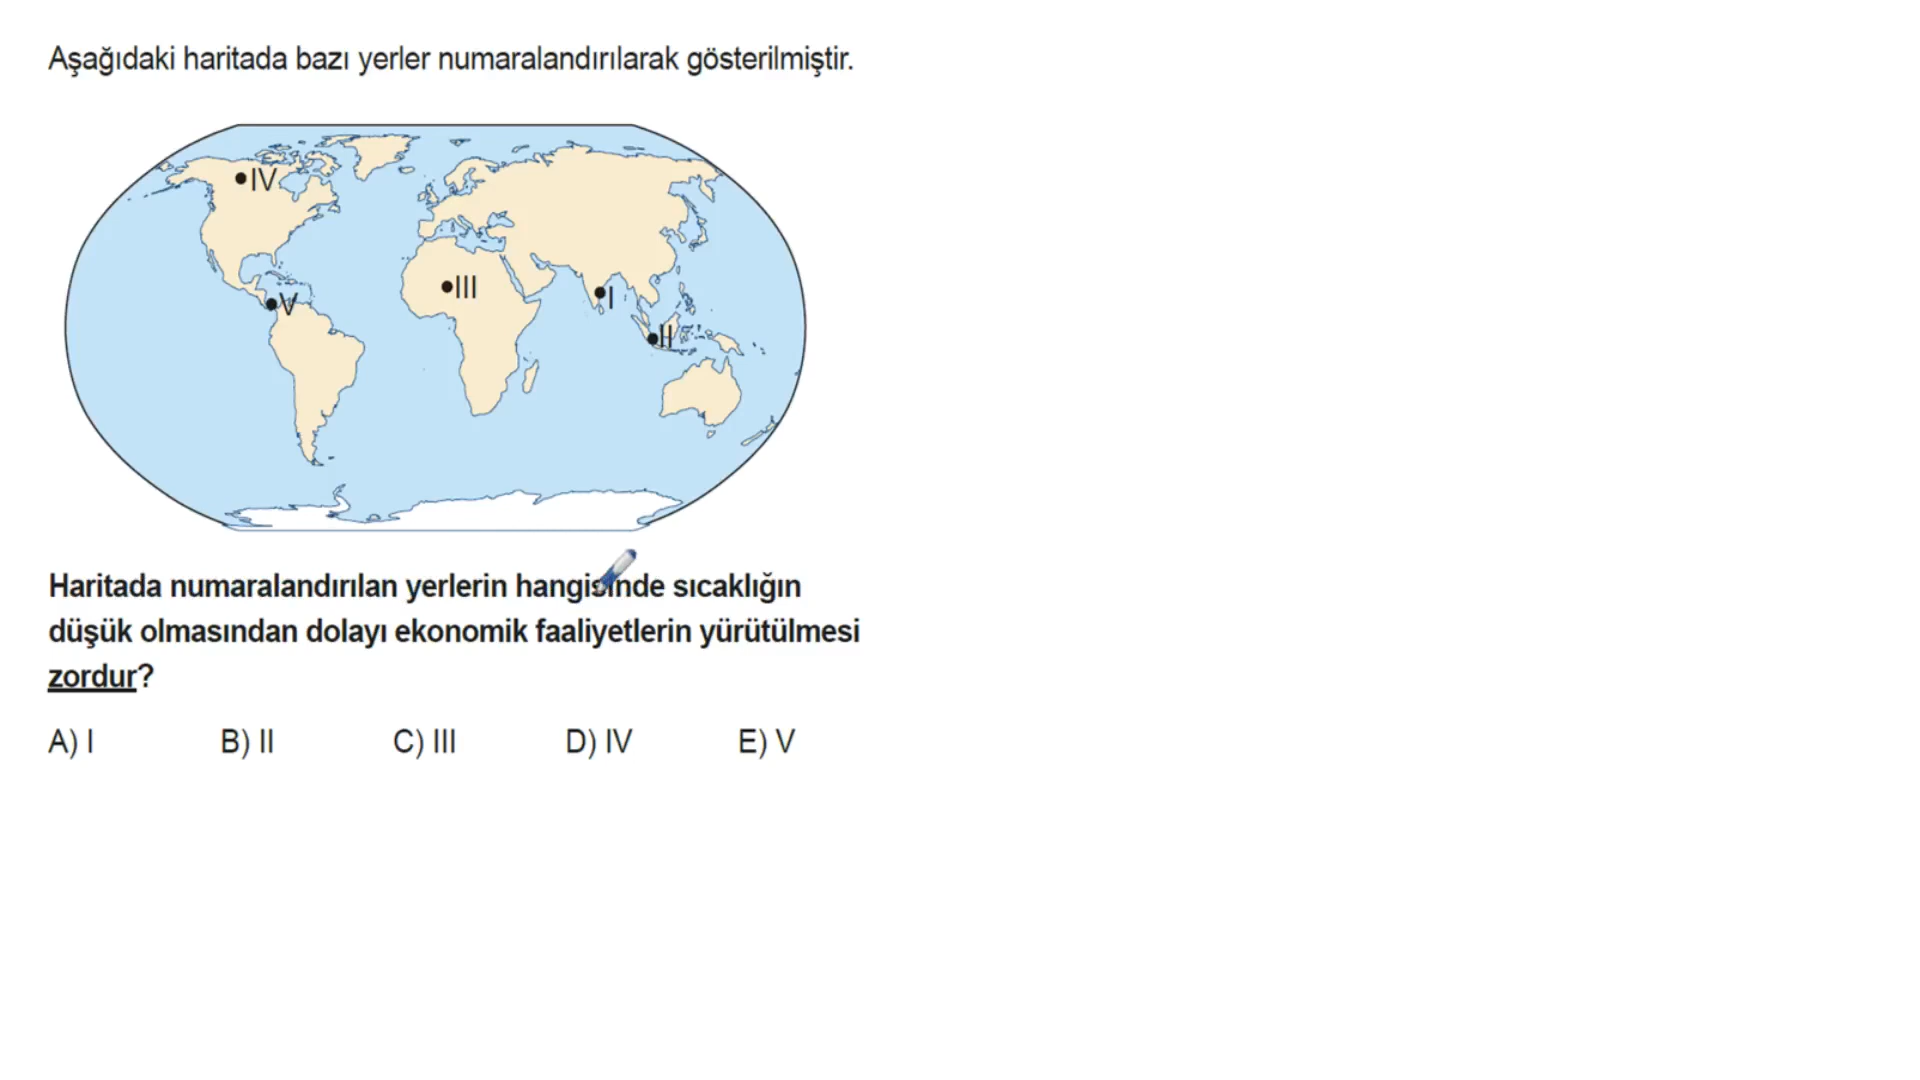 Aşağıdaki haritada bazı yerler numaralandırılarak gösterilmiştir.
IV
III
V
I
II
Haritada numaralandırılan yerlerin hangisinde sıcaklığın
düşük olmasından dolayı ekonomik faaliyetlerin yürütülmesi
zordur?
A) I B) II C) III D) IV E) V